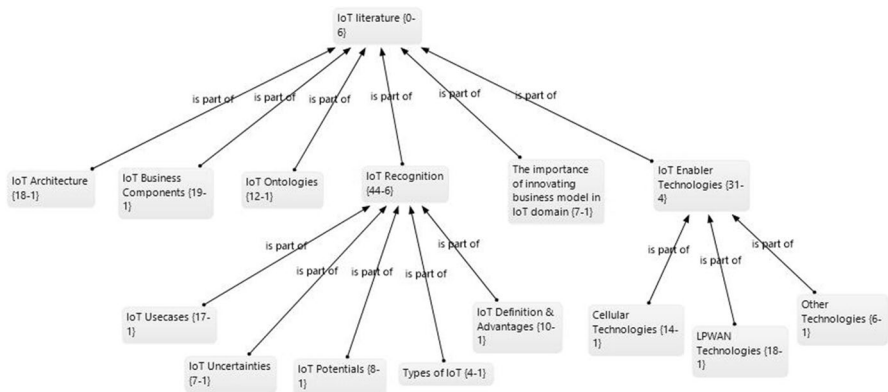 IoT literature {0-
6}
is part of
is part of
is part of
is part of
is part of
is part of
IoT Architecture
{18-1}
IoT Business
Components {19-
1}
IoT Ontologies
{12-1}
IoT Recognition
{44-6}
The importance
of innovating
business model in
IoT domain {7-1}
IoT Enabler
Technologies {31-
4}
is part of
is part of
is part of
is part of
is part of
is part of
is part of
is part of
IoT Usecases {17-
1}
IoT Uncertainties
{7-1}
IoT Potentials {8-
1}
Types of IoT {4-1}
IoT Definition &
Advantages {10-
1}
Cellular
Technologies {14-
1}
LPWAN
Technologies {18-
1}
Other
Technologies {6-
1}